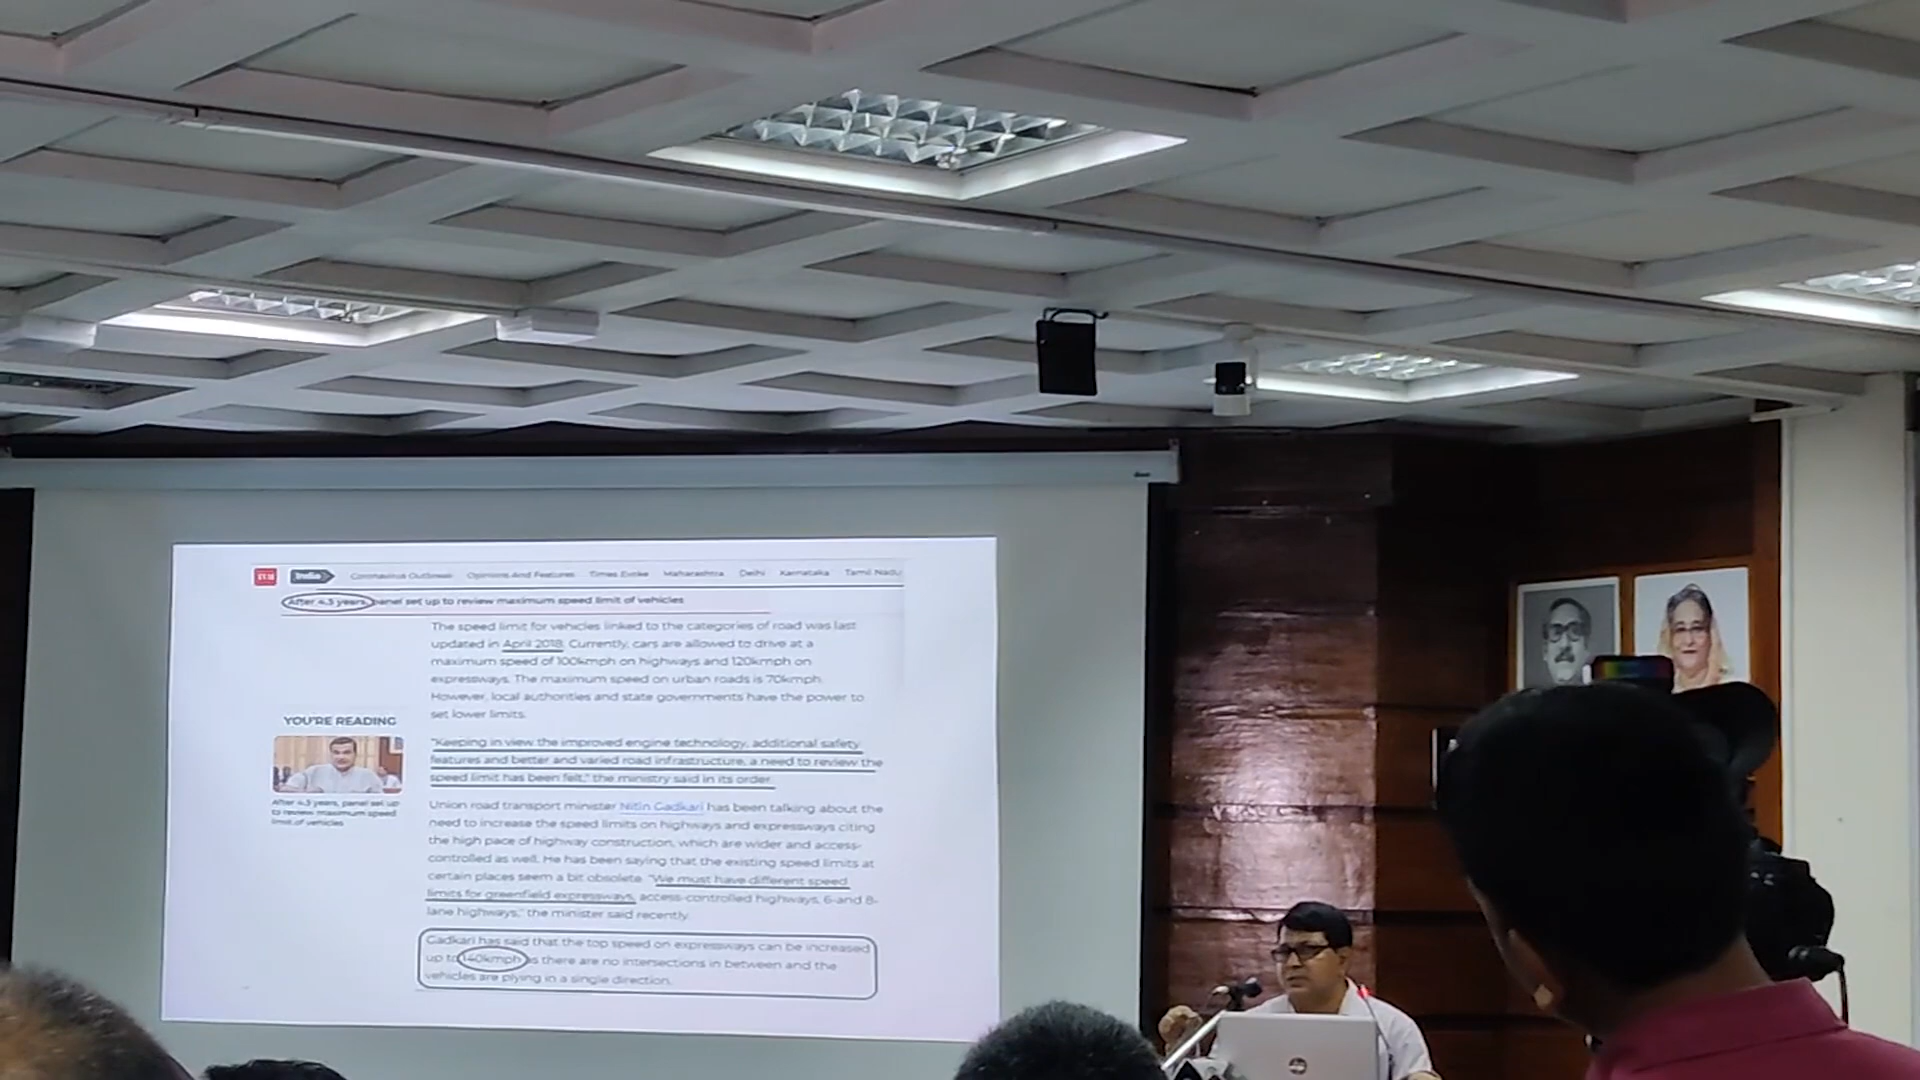 India Coronavirus Outbreak Opinions And Features Times Evoke Maharashtra Delhi Karnataka Tamil Nadu
After 4.5 years, panel set up to review maximum speed limit of vehicles
The speed limit for vehicles linked to the categories of road was last
updated in April 2018. Currently, cars are allowed to drive at a
maximum speed of 100kmph on highways and 120kmph on
expressways. The maximum speed on urban roads is 70kmph.
However, local authorities and state governments have the power to
set lower limits.
YOU'RE READING
After 4.5 years, panel set up
to review maximum speed
limit of vehicles
"Keeping in view the improved engine technology, additional safety
features and better and varied road infrastructure, a need to review the
speed limit has been felt," the ministry said in its order.
Union road transport minister Nitin Gadkari has been talking about the
need to increase the speed limits on highways and expressways citing
the high pace of highway construction, which are wider and access-
controlled as well. He has been saying that the existing speed limits at
certain places seem a bit obsolete. "We must have different speed
limits for greenfield expressways, access-controlled highways, 6-and 8-
lane highways," the minister said recently.
Gadkari has said that the top speed on expressways can be increased
up to 140kmph as there are no intersections in between and the
vehicles are plying in a single direction.